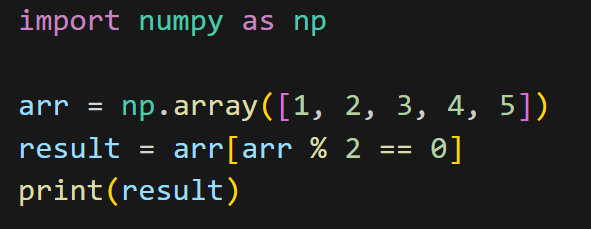 import numpy as np
arr = np.array([1, 2, 3, 4, 5])
result = arr[arr % 2 == 0]
print(result)